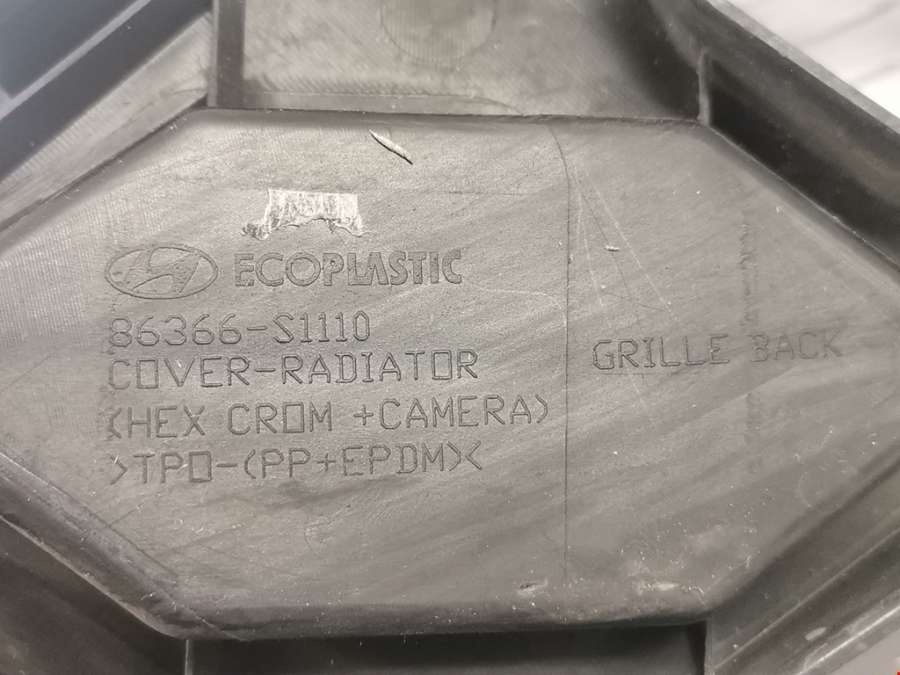 ECOPLASTIC
86366-S1110
COVER-RADIATOR
GRILLE BACK
<HEX CROM +CAMERA>
>TPO-(PP+EPDM)<